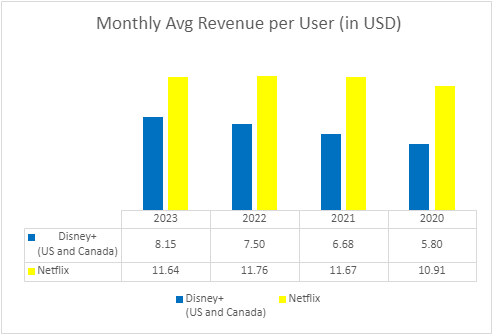 Monthly Avg Revenue per User (in USD)
2023 2022 2021 2020
Disney+
(US and Canada) 8.15 7.50 6.68 5.80
Netflix 11.64 11.76 11.67 10.91
Disney+ Netflix
(US and Canada)